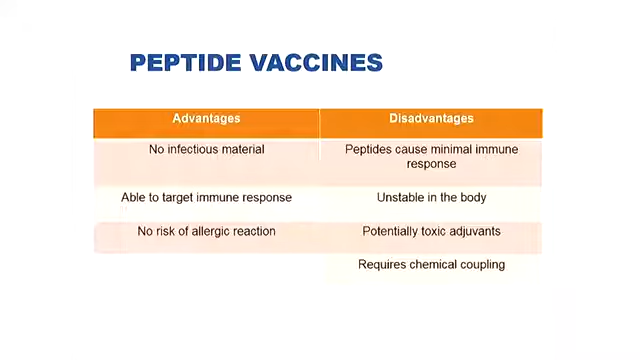 PEPTIDE VACCINES
Advantages
Disadvantages
No infectious material
Peptides cause minimal immune
response
Able to target immune response
Unstable in the body
No risk of allergic reaction
Potentially toxic adjuvants
Requires chemical coupling